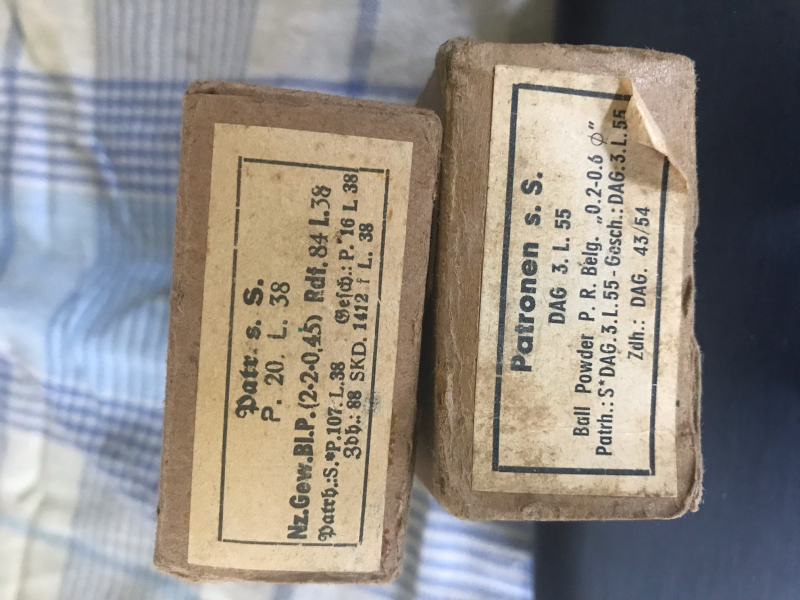 Patr. s. S.
P. 20. L. 38
Nz.Gew.Bl.P.(2·2·0,45) Rdf. 84 L.38
Patrh.:S.*P.107. L.38 Gesch.: P. 16 L 38
Zdh.: 88 SKD. 1412 f L. 38
Patronen s. S.
DAG 3. L. 55
Ball Powder P. R. Belg. „0.2-0.6 ∅"
Patrh.: S*DAG.3.L.55 - Gesch.: DAG.3.L.55
Zdh.: DAG. 43/54